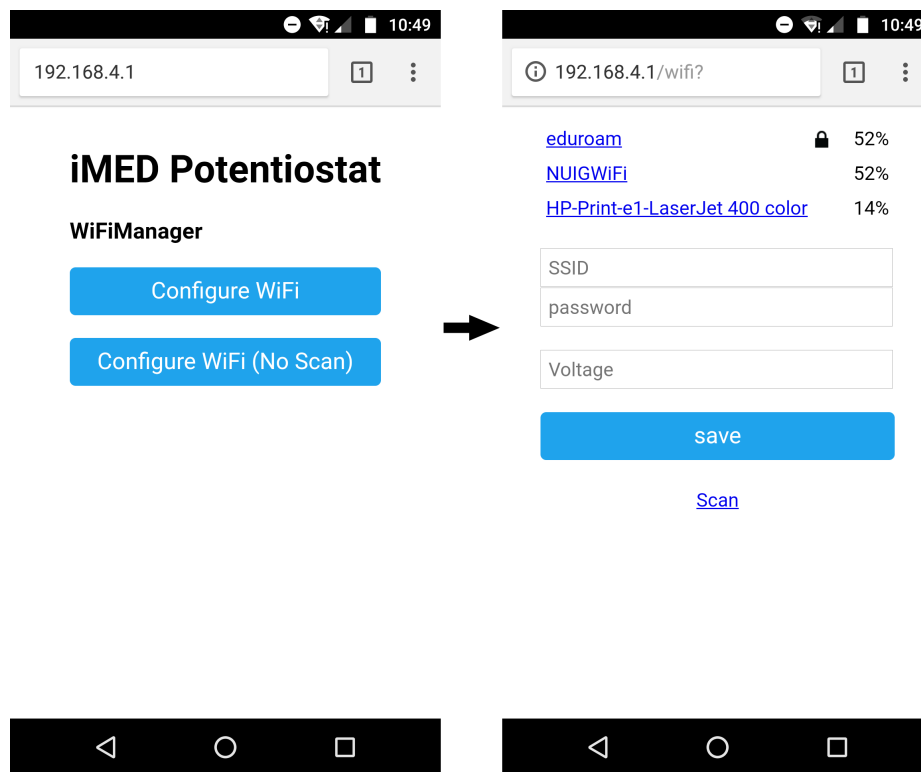 10:49
192.168.4.1
1
iMED Potentiostat
WiFiManager
Configure WiFi
Configure WiFi (No Scan)
10:49
192.168.4.1/wifi?
1
eduroam 52%
NUIGWiFi 52%
HP-Print-e1-LaserJet 400 color 14%
SSID
password
Voltage
save
Scan